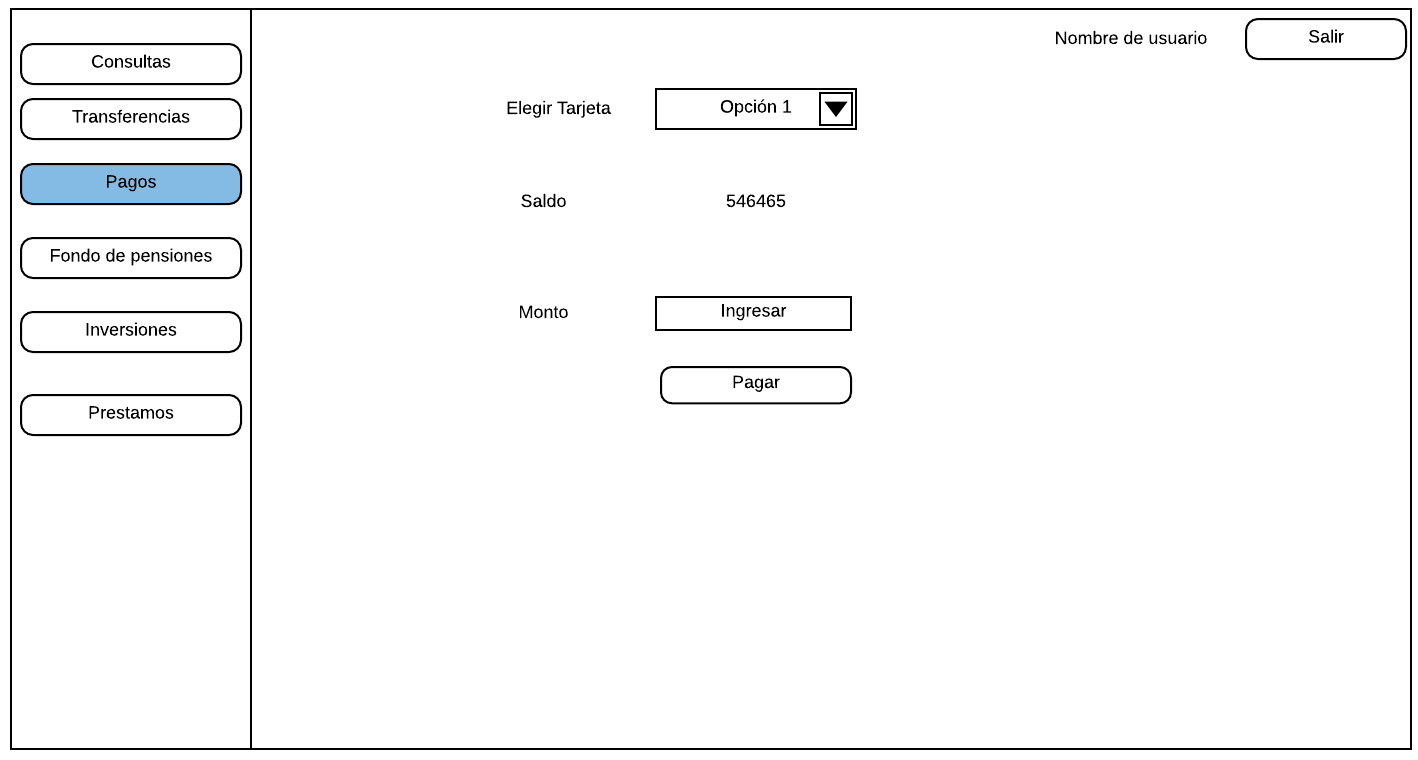 Nombre de usuario
Salir
Consultas
Transferencias
Pagos
Fondo de pensiones
Inversiones
Prestamos
Elegir Tarjeta
Opción 1
Saldo
546465
Monto
Ingresar
Pagar